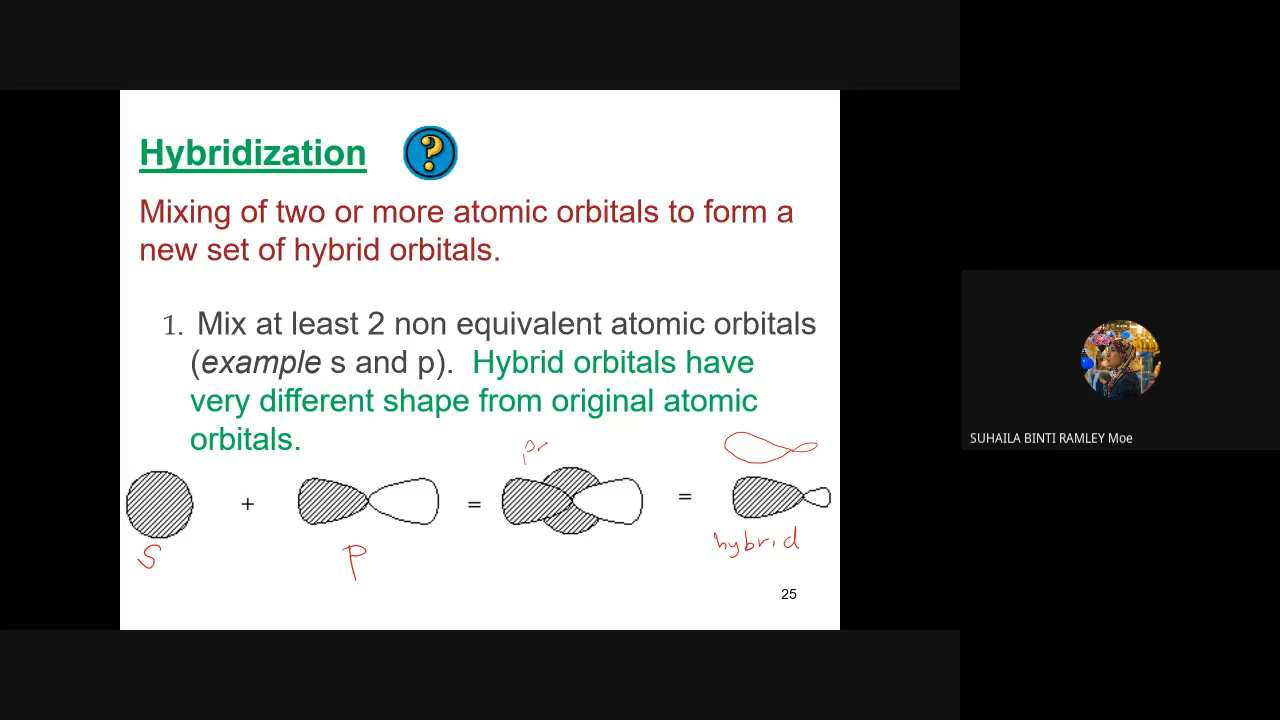 Hybridization
?
Mixing of two or more atomic orbitals to form a
new set of hybrid orbitals.
1. Mix at least 2 non equivalent atomic orbitals
(example s and p). Hybrid orbitals have
very different shape from original atomic
orbitals.
pr
+ = =
S P hybrid
25
SUHAILA BINTI RAMLEY Moe